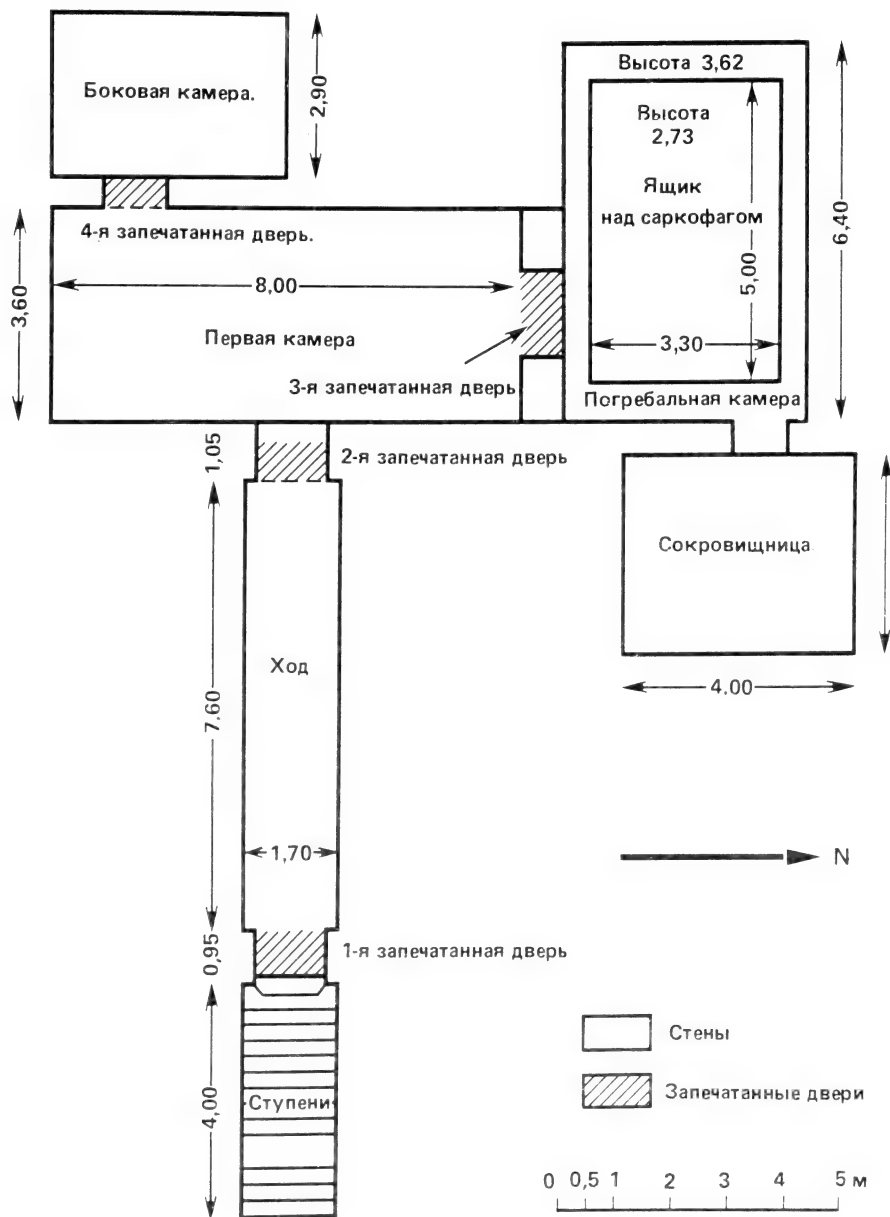 Боковая камера.
2,90
Высота 3,62
Высота
2,73
Ящик
над саркофагом
5,00
6,40
4-я запечатанная дверь.
3,60
8,00
Первая камера
3,30
3-я запечатанная дверь
Погребальная камера
1,05
2-я запечатанная дверь
Сокровищница
Ход
7.60
4.00
1,70
N
0,95
1-я запечатанная дверь
Стены
4,00
Ступени
Запечатанные двери
0 0,5 1 2 3 4 5 м